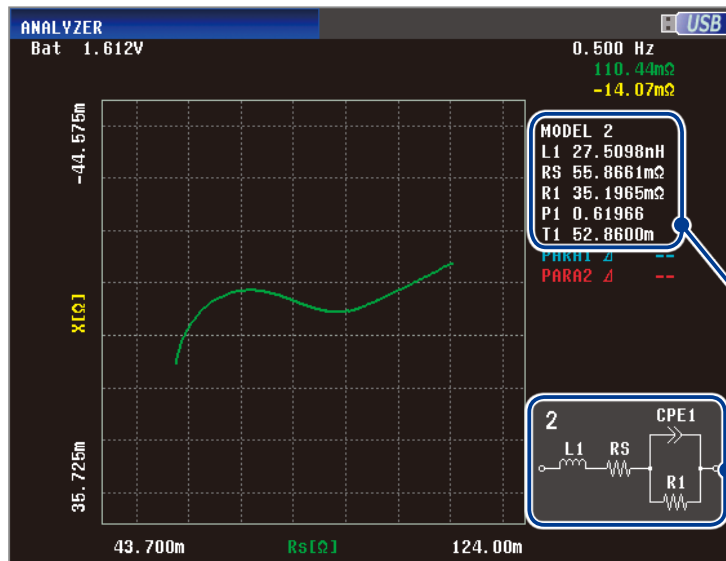 ANALYZER
USB
Bat 1.612V
0.500 Hz
110.44mΩ
-14.07mΩ
-44.575m
X[Ω]
35.725m
MODEL 2
L1 27.5098nH
RS 55.8661mΩ
R1 35.1965mΩ
P1 0.61966
T1 52.8600m
PARA1 ⊿ --
PARA2 ⊿ --
2
CPE1
L1
RS
R1
43.700m
Rs[Ω]
124.00m